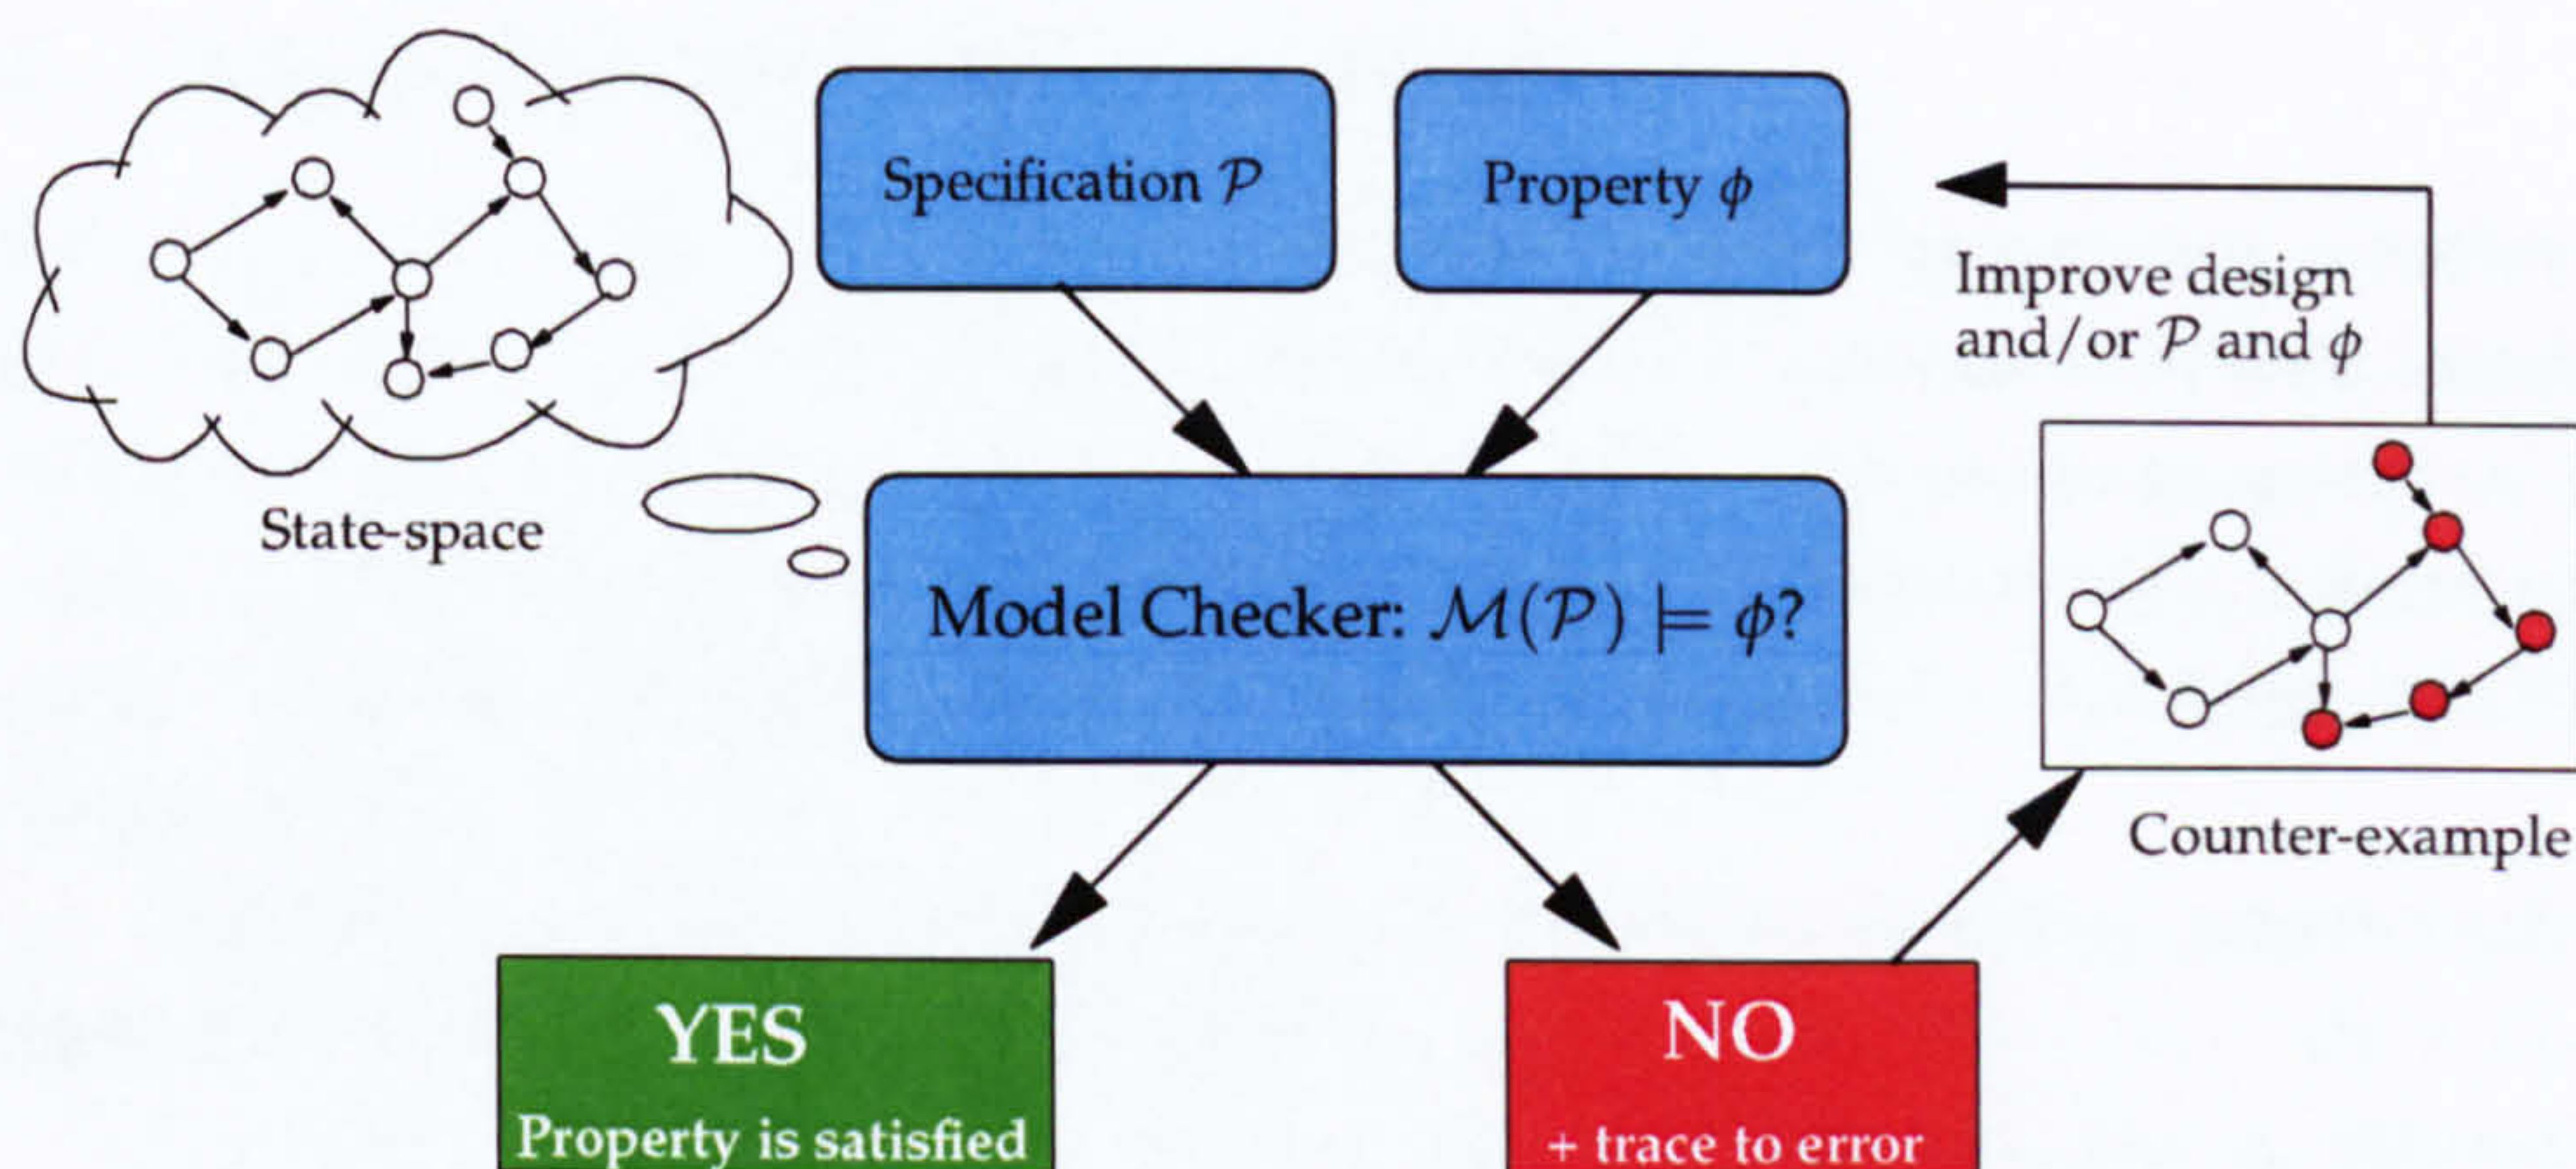 Specification 𝒫
Property ϕ
Improve design
and/or 𝒫 and ϕ
State-space
Model Checker: ℳ(𝒫) ⊨ ϕ?
Counter-example
YES
Property is satisfied
NO
+ trace to error